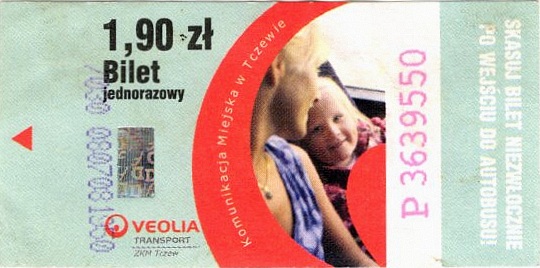 1,90 zł
Bilet
jednorazowy
VEOLIA
TRANSPORT
ZKM Tczew
Komunikacja Miejska w Tczewie
P 3639550
SKASUJ BILET BEZWŁOCZNIE
PO WEJŚCIU DO AUTOBUSU!!